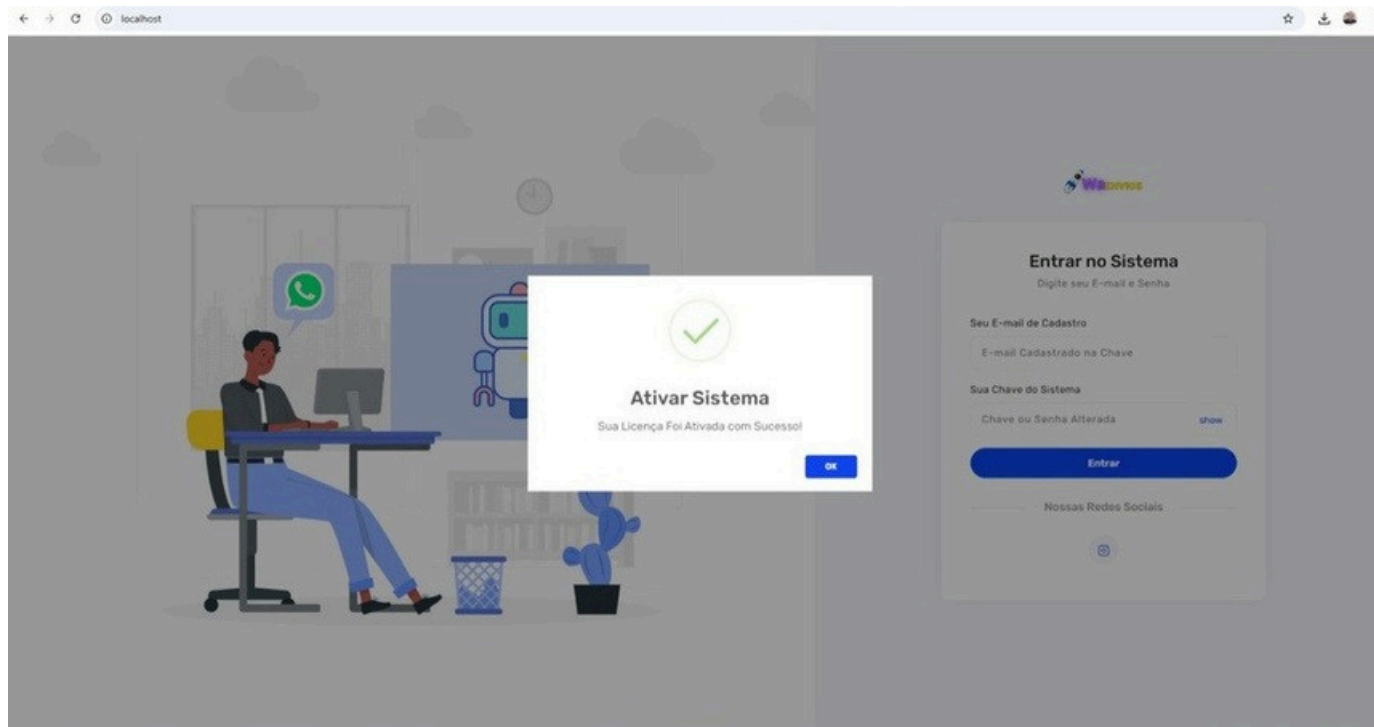 localhost
Wa
Entrar no Sistema
Digite seu E-mail e Senha
Seu E-mail de Cadastro
E-mail Cadastrado na Chave
Sua Chave do Sistema
Chave ou Senha Alterada show
Entrar
Nossas Redes Sociais
Ativar Sistema
Sua Licença Foi Ativada com Sucesso!
OK